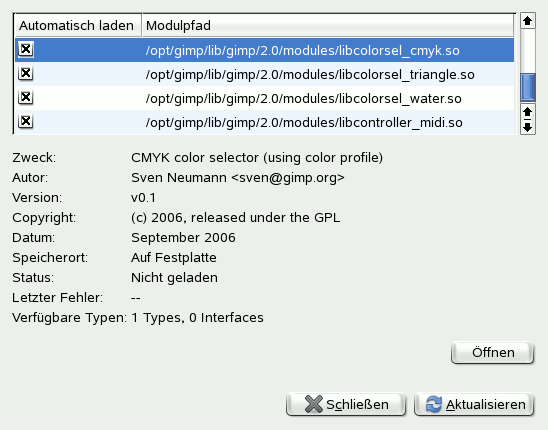 Automatisch laden Modulpfad
/opt/gimp/lib/gimp/2.0/modules/libcolorsel_cmyk.so
/opt/gimp/lib/gimp/2.0/modules/libcolorsel_triangle.so
/opt/gimp/lib/gimp/2.0/modules/libcolorsel_water.so
/opt/gimp/lib/gimp/2.0/modules/libcontroller_midi.so
Zweck: CMYK color selector (using color profile)
Autor: Sven Neumann <sven@gimp.org>
Version: v0.1
Copyright: (c) 2006, released under the GPL
Datum: September 2006
Speicherort: Auf Festplatte
Status: Nicht geladen
Letzter Fehler: --
Verfügbare Typen: 1 Types, 0 Interfaces
Öffnen
Schließen Aktualisieren